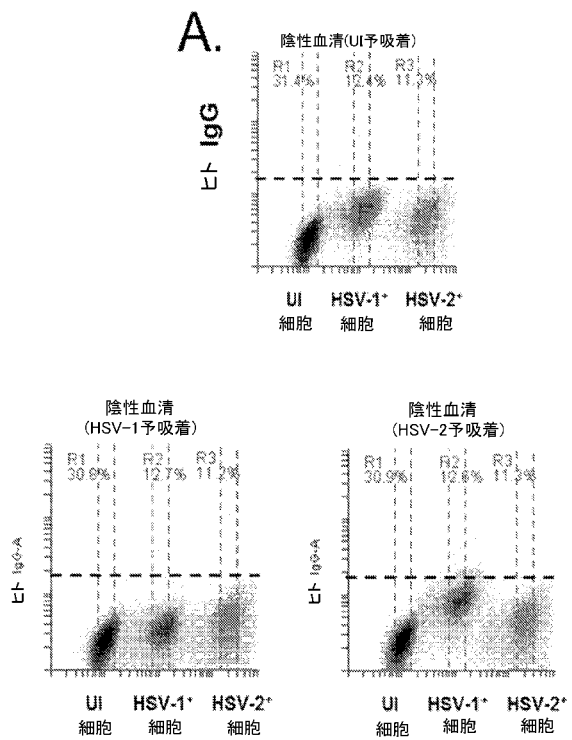 A.
陰性血清(UI予吸着)
R1 R2 R3
31.4% 12.4% 11.3%
ヒト IgG
UI HSV-1⁺ HSV-2⁺
細胞 細胞 細胞
陰性血清
(HSV-1予吸着)
R1 R2 R3
30.9% 12.7% 11.2%
ヒト IgG-A
UI HSV-1⁺ HSV-2⁺
細胞 細胞 細胞
陰性血清
(HSV-2予吸着)
R1 R2 R3
30.9% 12.6% 11.3%
ヒト IgG-A
UI HSV-1⁺ HSV-2⁺
細胞 細胞 細胞